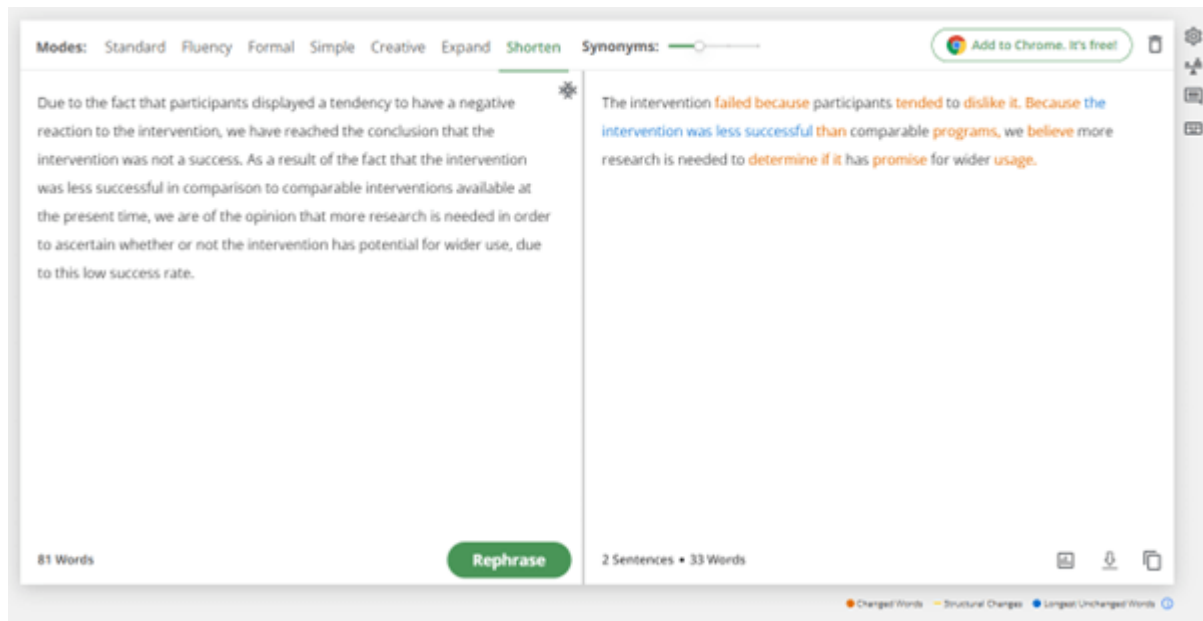 Modes: Standard Fluency Formal Simple Creative Expand Shorten Synonyms: Add to Chrome. It's free!
Due to the fact that participants displayed a tendency to have a negative
reaction to the intervention, we have reached the conclusion that the
intervention was not a success. As a result of the fact that the intervention
was less successful in comparison to comparable interventions available at
the present time, we are of the opinion that more research is needed in order
to ascertain whether or not the intervention has potential for wider use, due
to this low success rate.
81 Words
Rephrase
The intervention failed because participants tended to dislike it. Because the
intervention was less successful than comparable programs, we believe more
research is needed to determine if it has promise for wider usage.
2 Sentences • 33 Words
Changed Words Structural Changes Longest Unchanged Words